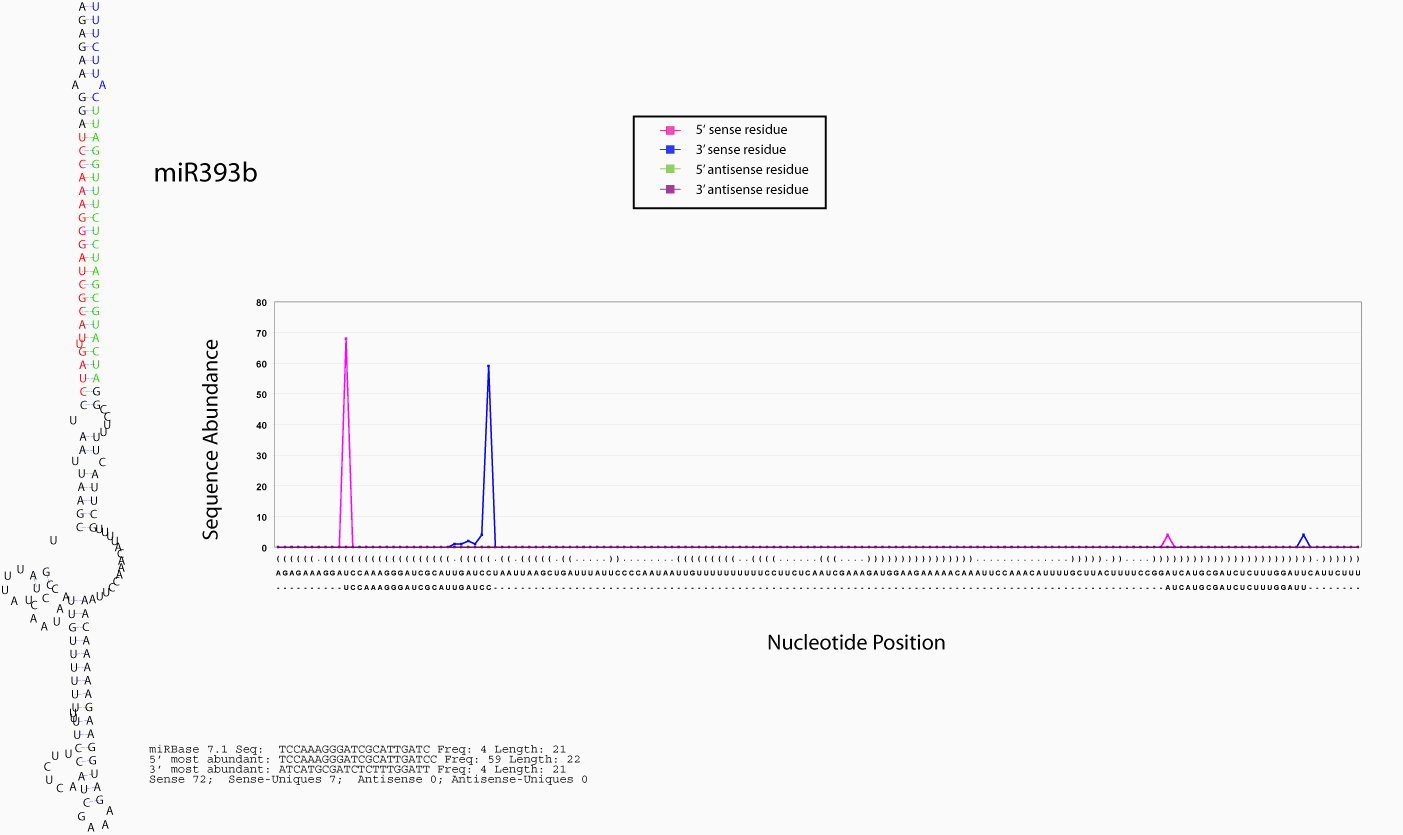 miR393b
5’ sense residue
3’ sense residue
5’ antisense residue
3’ antisense residue
Sequence Abundance
80
70
60
50
40
30
20
10
0
AGAGAAAGGAUCCAAAGGGAUCGCAUUGAUCCUAAUUAAGCUGAUUUAUUCCCCAAUAAUUGUUUUUUUUUCCUUCUCAAUCGAAAGAUGGAAGAAAAACAAAUUCCAAACAUUUUGCUUACUUUUCCGGAUCAUGCGAUCUCUUUGGAUUCAUUCUUU
----------UCCAAAGGGAUCGCAUUGAUCC----------AUCAUGCGAUCUCUUUGGAUU--------
Nucleotide Position
miRBase 7.1 Seq:  TCCAAAGGGATCGCATTGATC Freq: 4 Length: 21
5’ most abundant: TCCAAAGGGATCGCATTGATCC Freq: 59 Length: 22
3’ most abundant: ATCATGCGATCTCTTTGGATT Freq: 4 Length: 21
Sense 72;  Sense-Uniques 7;  Antisense 0; Antisense-Uniques 0